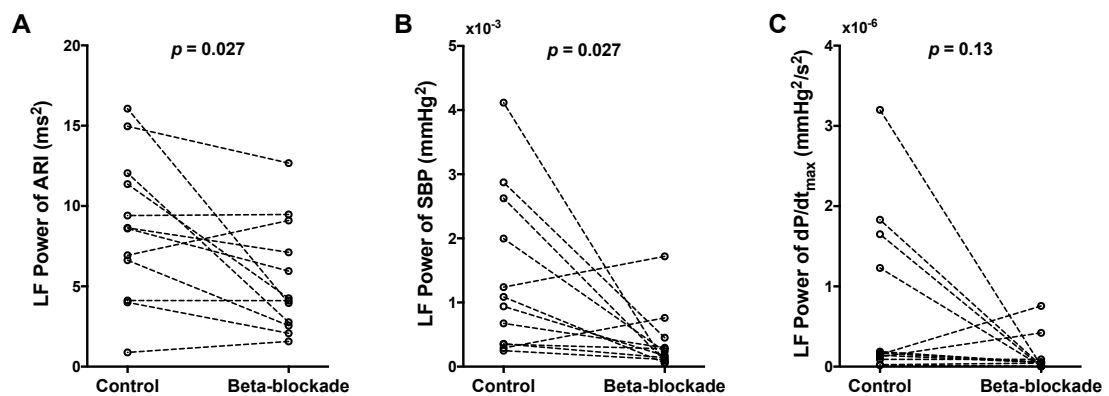 A
p = 0.027
LF Power of ARI (ms²)
20
15
10
5
0
Control Beta-blockade
B
x10⁻³
p = 0.027
LF Power of SBP (mmHg²)
5
4
3
2
1
0
Control Beta-blockade
C
x10⁻⁶
p = 0.13
LF Power of dP/dt_max (mmHg²/s²)
4
3
2
1
0
Control Beta-blockade